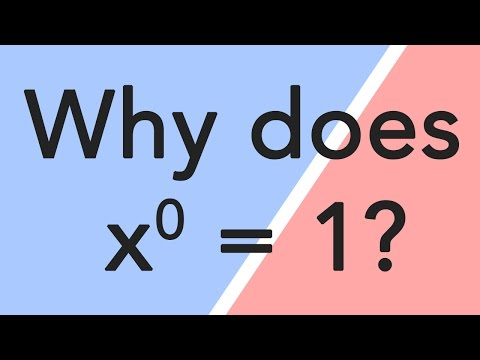 Why does
x⁰ = 1?